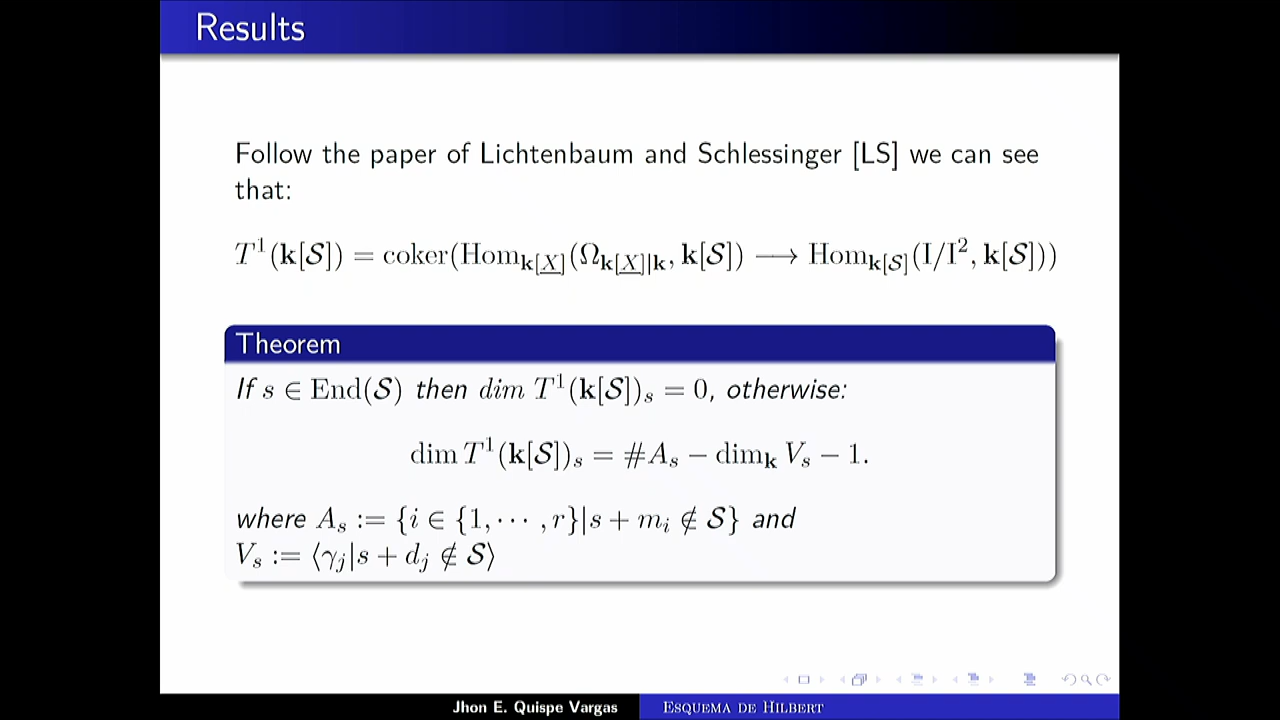 Results
Follow the paper of Lichtenbaum and Schlessinger [LS] we can see
that:
T¹(k[𝒮]) = coker(Hom_{k[X]}(Ω_{k[X]|k}, k[𝒮]) ⟶ Hom_{k[𝒮]}(I/I², k[𝒮]))
Theorem
If s ∈ End(𝒮) then dim T¹(k[𝒮])_s = 0, otherwise:
dim T¹(k[𝒮])_s = #A_s − dim_k V_s − 1.
where A_s := {i ∈ {1, ⋯ , r}|s + m_i ∉ 𝒮} and
V_s := ⟨γ_j|s + d_j ∉ 𝒮⟩
Jhon E. Quispe Vargas
Esquema de Hilbert